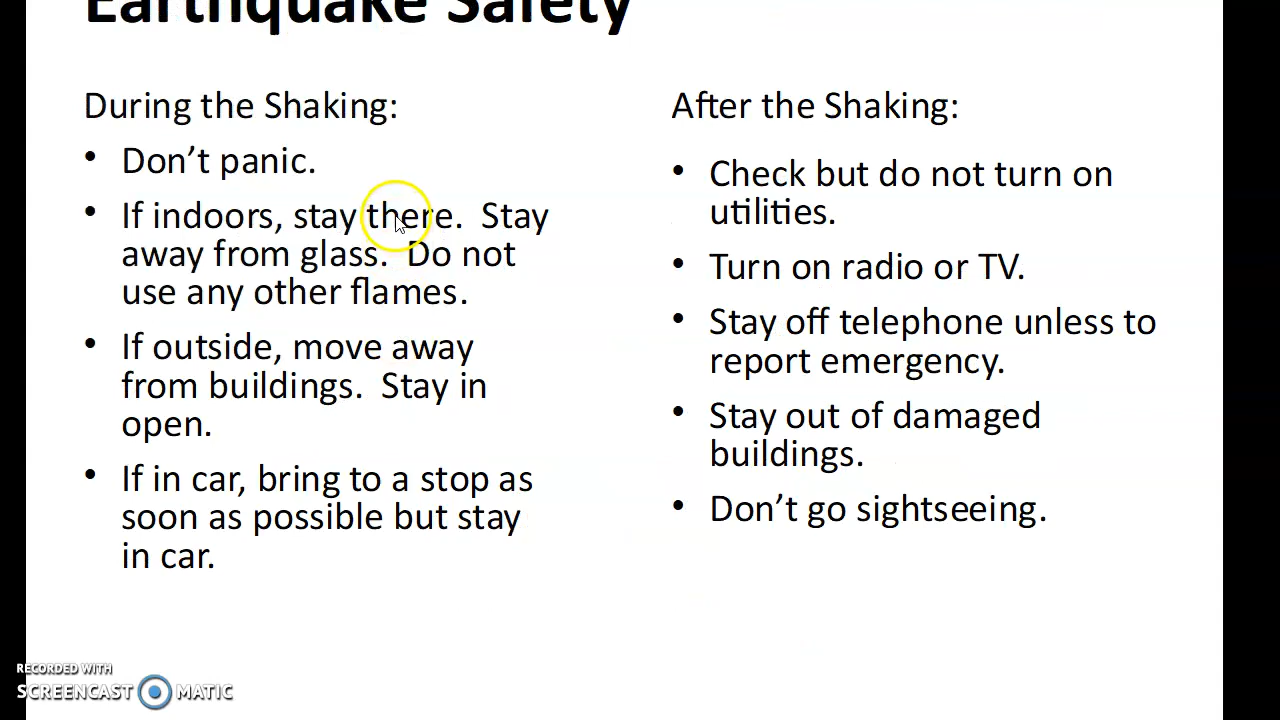 Earthquake Safety
During the Shaking:
• Don’t panic.
• If indoors, stay there.  Stay
away from glass.  Do not
use any other flames.
• If outside, move away
from buildings.  Stay in
open.
• If in car, bring to a stop as
soon as possible but stay
in car.
After the Shaking:
• Check but do not turn on
utilities.
• Turn on radio or TV.
• Stay off telephone unless to
report emergency.
• Stay out of damaged
buildings.
• Don’t go sightseeing.
RECORDED WITH
SCREENCAST MATIC